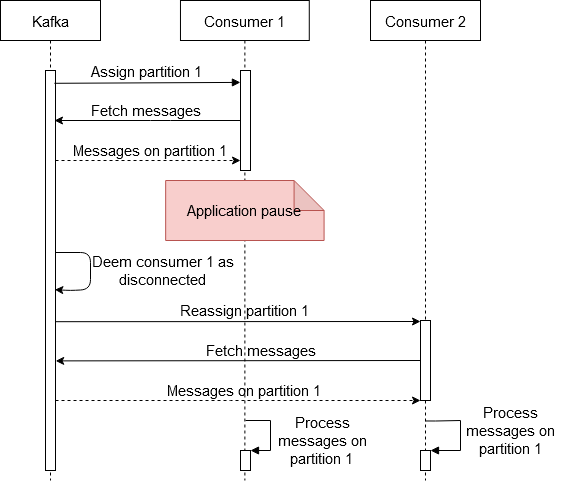 Kafka
Consumer 1
Consumer 2
Assign partition 1
Fetch messages
Messages on partition 1
Application pause
Deem consumer 1 as
disconnected
Reassign partition 1
Fetch messages
Messages on partition 1
Process
messages on
partition 1
Process
messages on
partition 1